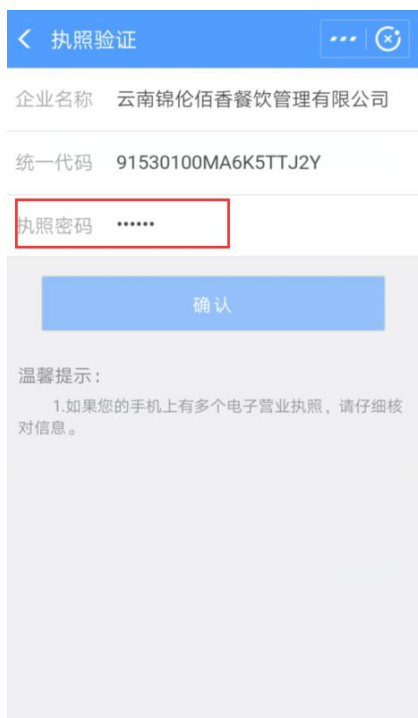 执照验证
企业名称 云南锦伦佰香餐饮管理有限公司
统一代码 91530100MA6K5TTJ2Y
执照密码 ••••••
确认
温馨提示：
1.如果您的手机上有多个电子营业执照，请仔细核
对信息。